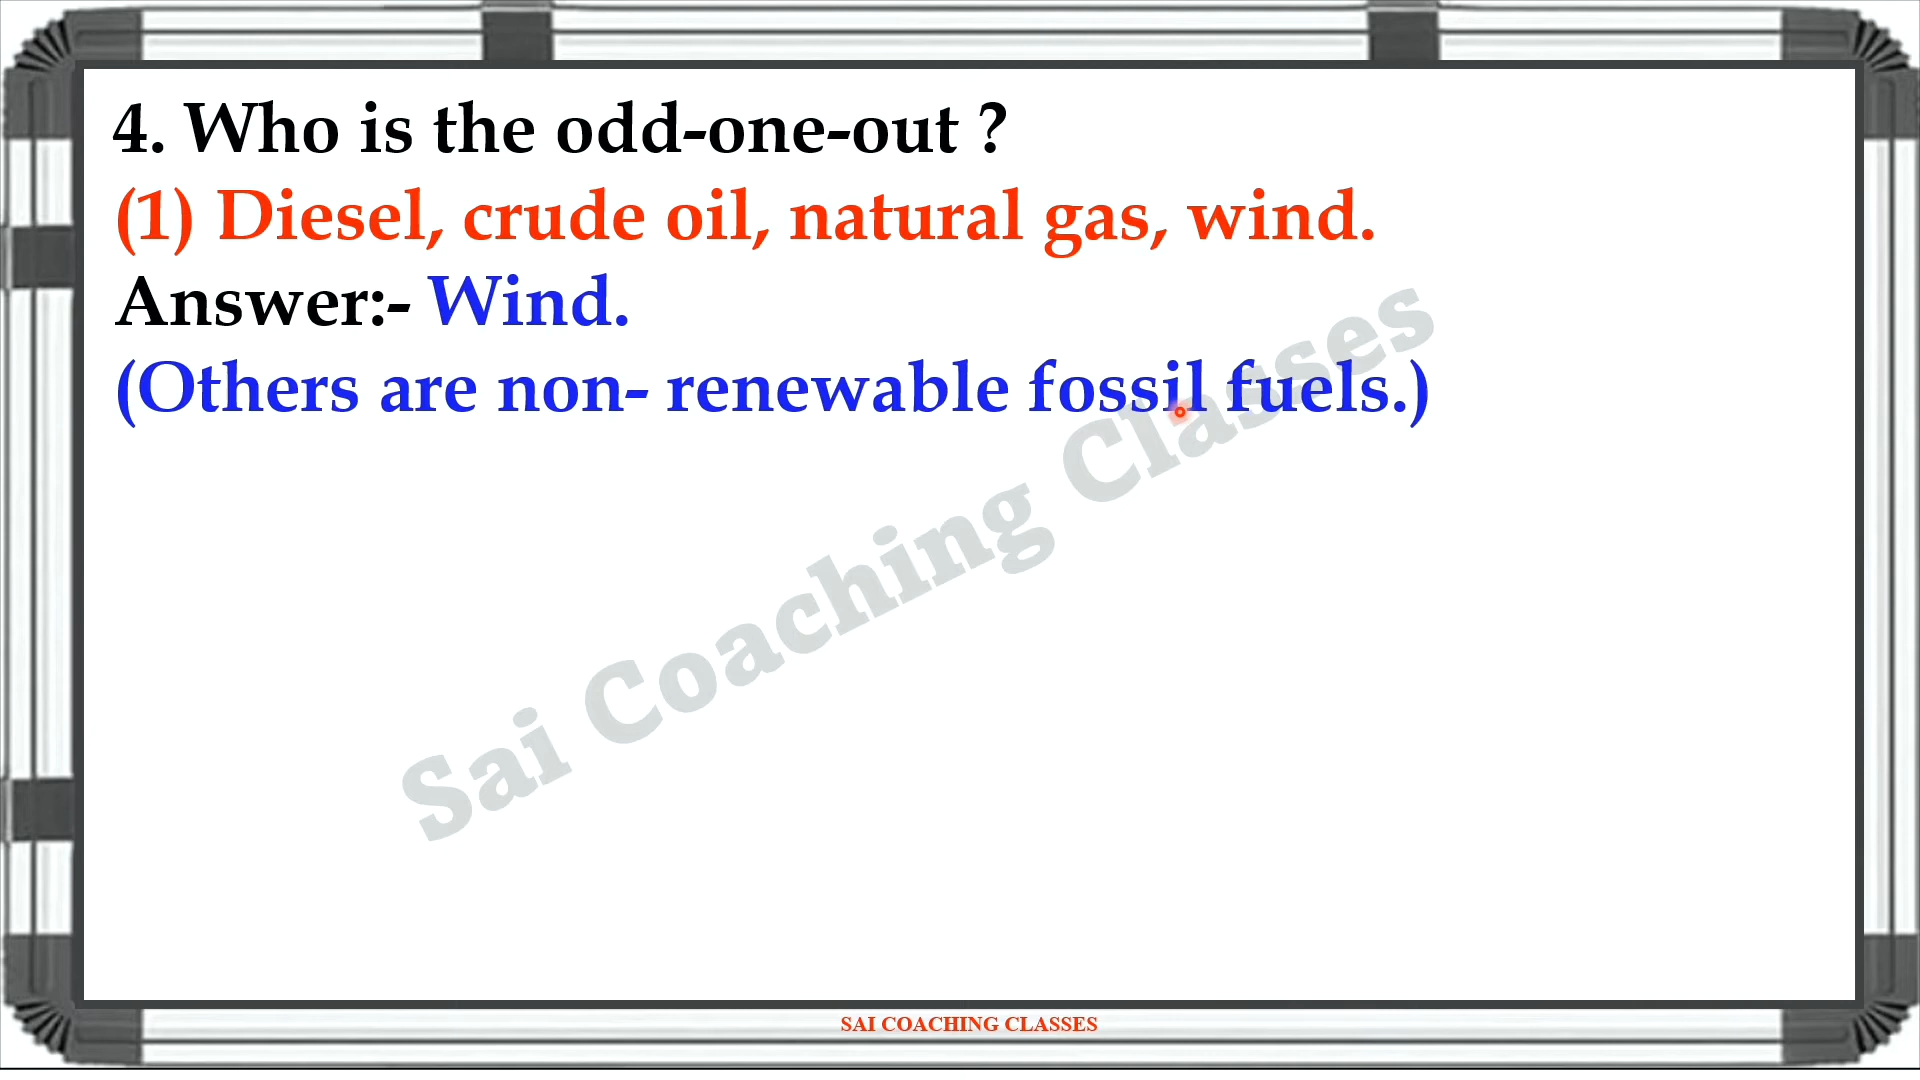 4. Who is the odd-one-out ?
(1) Diesel, crude oil, natural gas, wind.
Answer:- Wind.
(Others are non- renewable fossil fuels.)
Sai Coaching Classes
SAI COACHING CLASSES